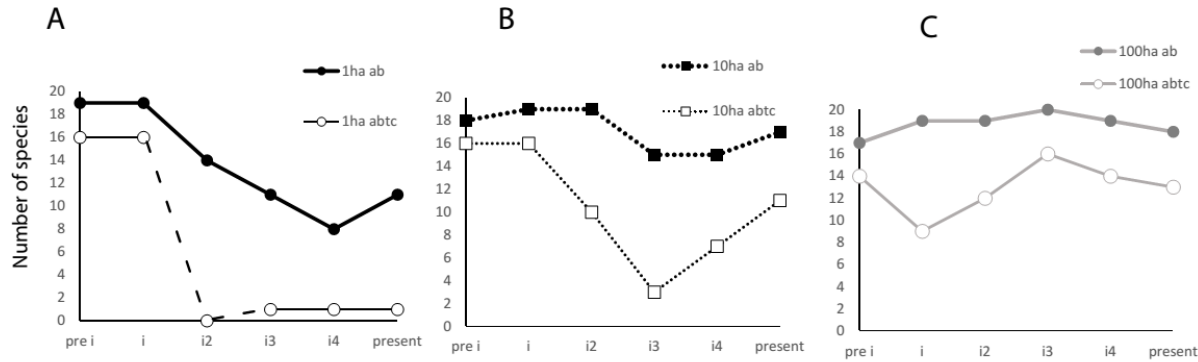 A
1ha ab
1ha abtc
Number of species
20
18
16
14
12
10
8
6
4
2
0
pre i i i2 i3 i4 present
B
10ha ab
10ha abtc
20
18
16
14
12
10
8
6
4
2
0
pre i i i2 i3 i4 present
C
100ha ab
100ha abtc
20
18
16
14
12
10
8
6
4
2
0
pre i i i2 i3 i4 present